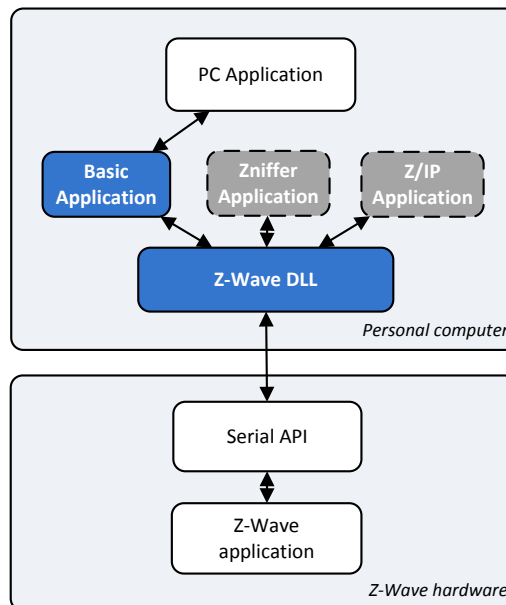 PC Application
Basic
Application
Zniffer
Application
Z/IP
Application
Z-Wave DLL
Personal computer
Serial API
Z-Wave
application
Z-Wave hardware